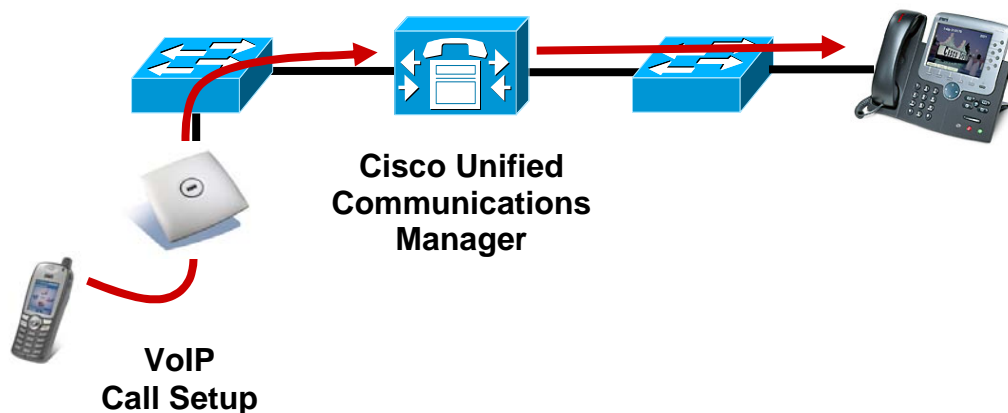 Cisco Unified
Communications
Manager
VoIP
Call Setup